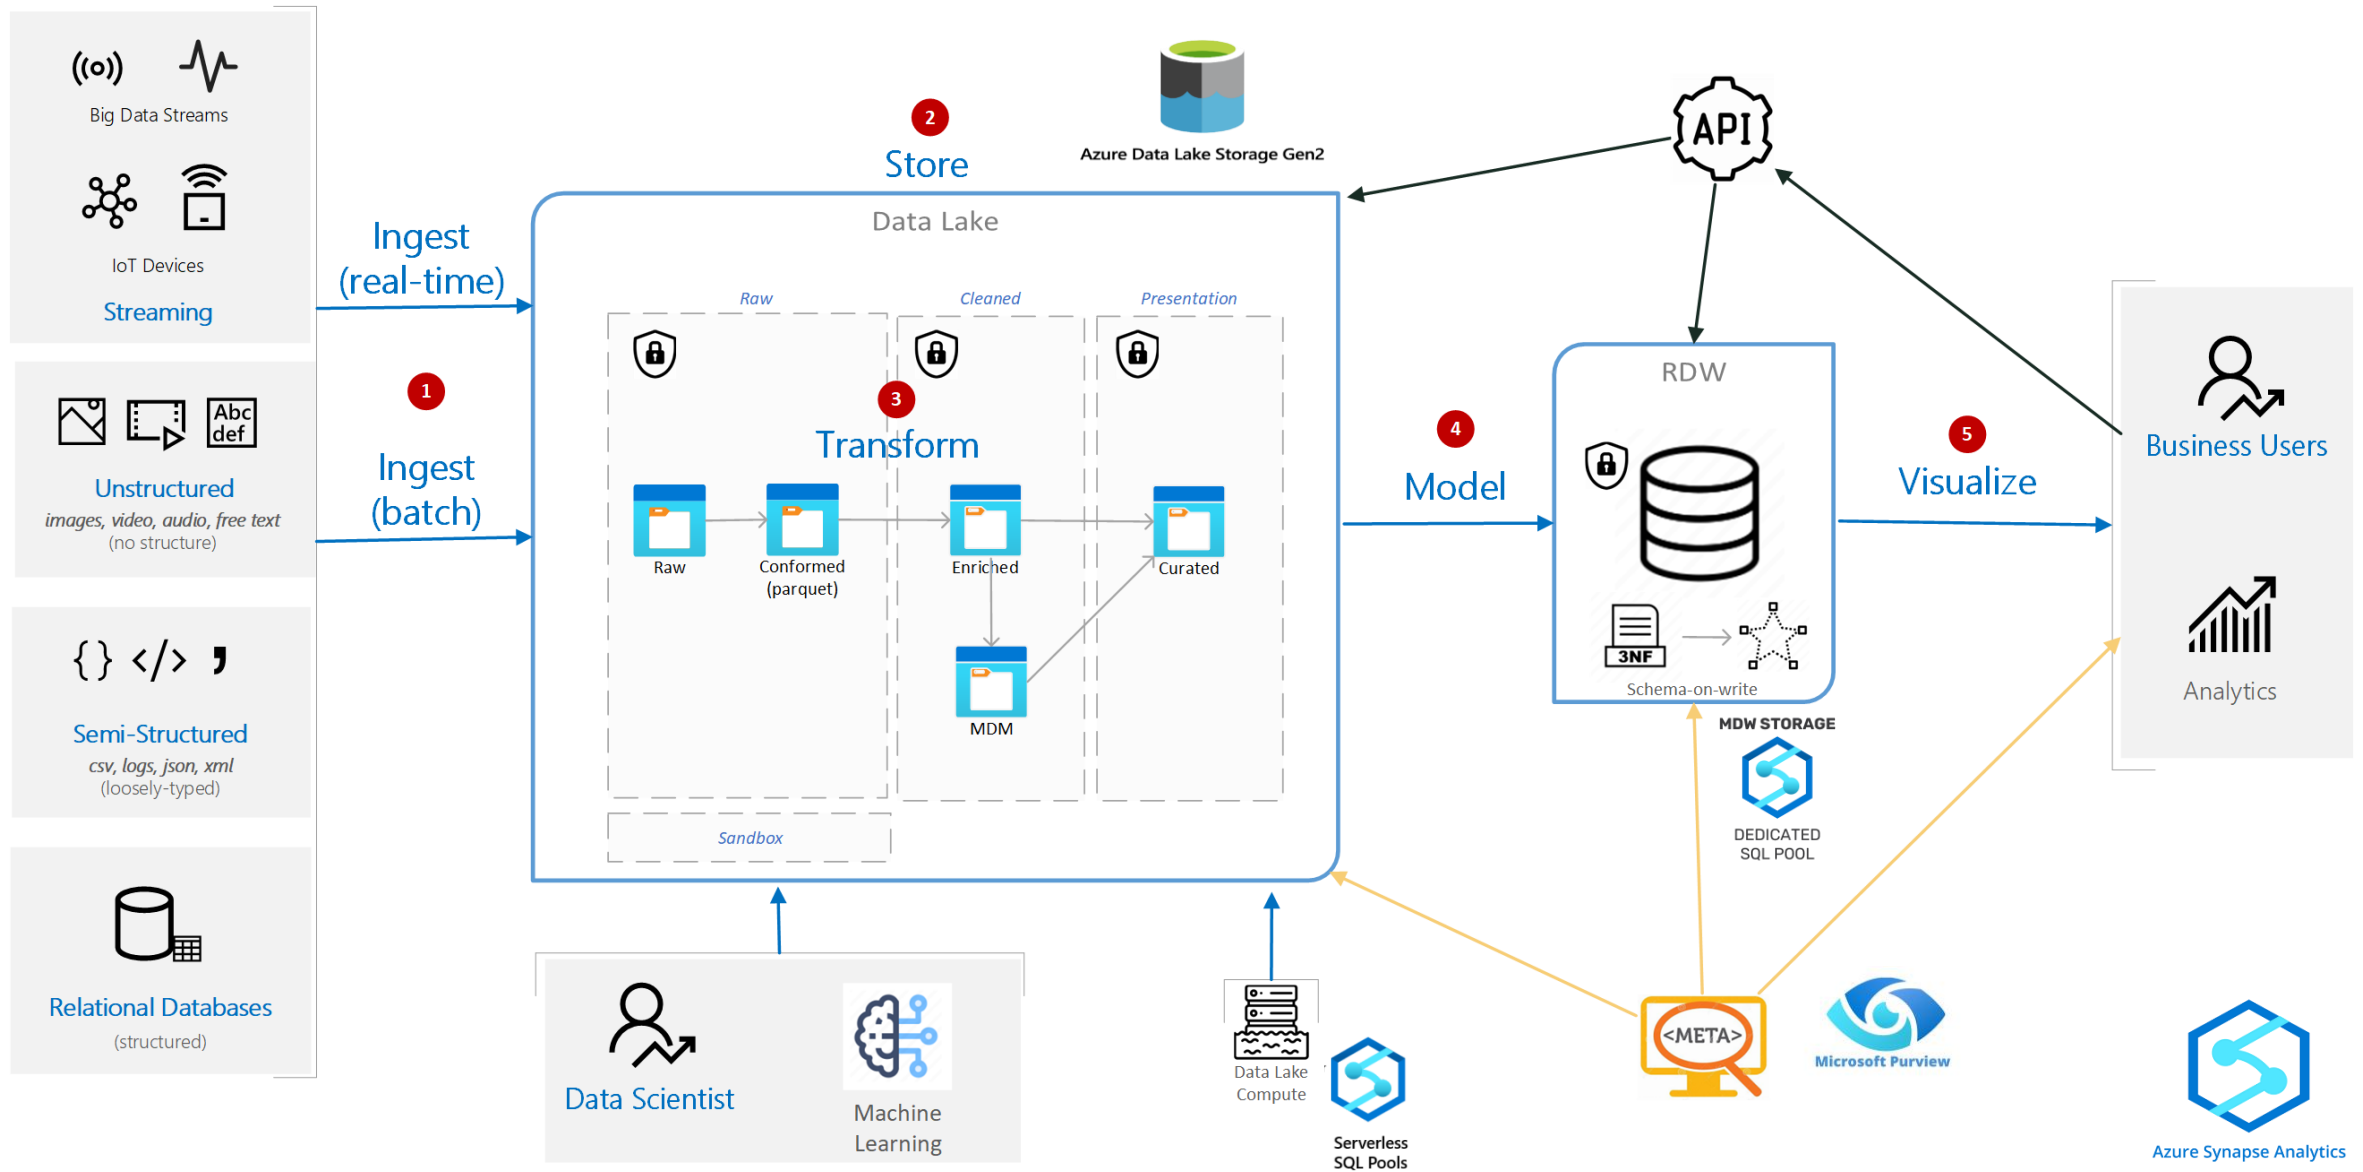 Big Data Streams
IoT Devices
Streaming
Abc
def
Unstructured
images, video, audio, free text
(no structure)
{} </> ,
Semi-Structured
csv, logs, json, xml
(loosely-typed)
Relational Databases
(structured)
Ingest
(real-time)
1
Ingest
(batch)
2
Store
Azure Data Lake Storage Gen2
Data Lake
Raw
Cleaned
Presentation
3
Transform
Raw
Conformed
(parquet)
Enriched
Curated
MDM
Sandbox
Data Scientist
Machine
Learning
Data Lake
Compute
Serverless
SQL Pools
4
Model
API
RDW
3NF
Schema-on-write
MDW STORAGE
DEDICATED
SQL POOL
5
Visualize
Business Users
Analytics
<META>
Microsoft Purview
Azure Synapse Analytics